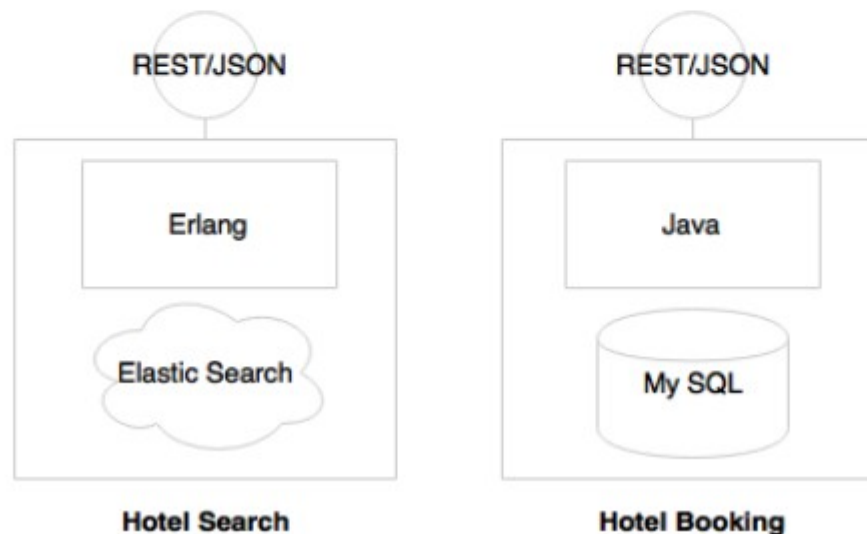 REST/JSON
REST/JSON
Erlang
Java
Elastic Search
My SQL
Hotel Search
Hotel Booking